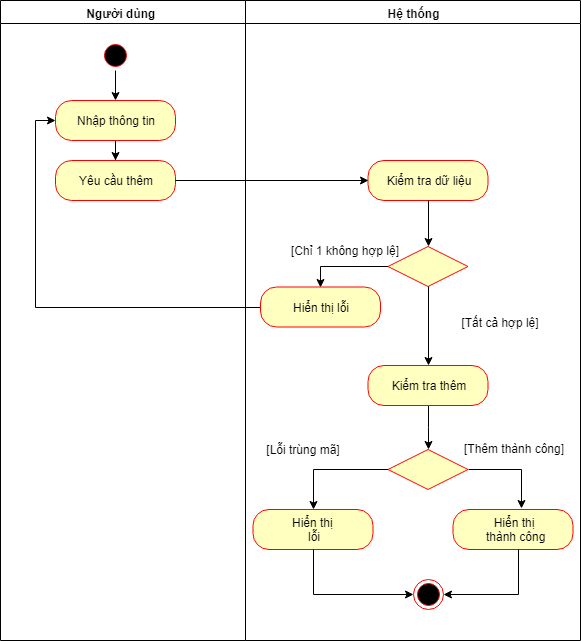 Người dùng
Hệ thống
Nhập thông tin
Yêu cầu thêm
Kiểm tra dữ liệu
[Chỉ 1 không hợp lệ]
Hiển thị lỗi
[Tất cả hợp lệ]
Kiểm tra thêm
[Lỗi trùng mã]
[Thêm thành công]
Hiển thị
lỗi
Hiển thị
thành công